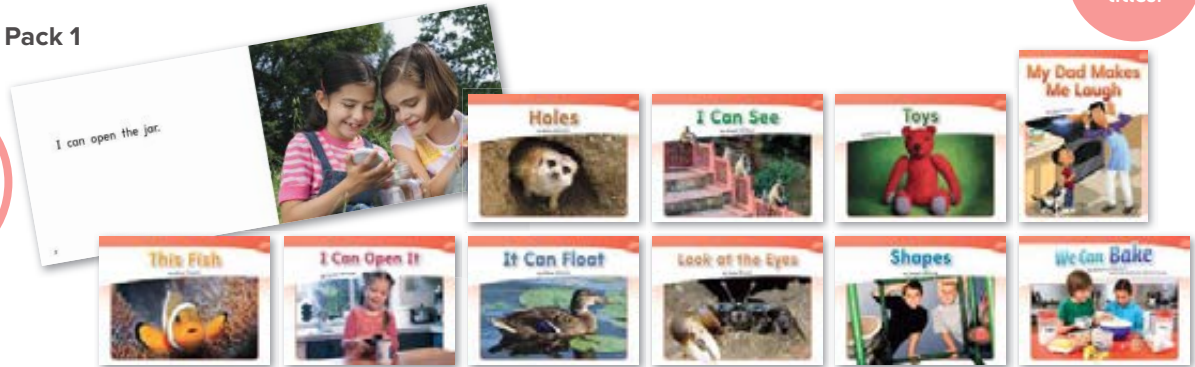 titles.
Pack 1
I can open the jar.
Holes
I Can See
Toys
My Dad Makes
Me Laugh
This Fish
I Can Open It
It Can Float
Look at the Eyes
Shapes
We Can Bake